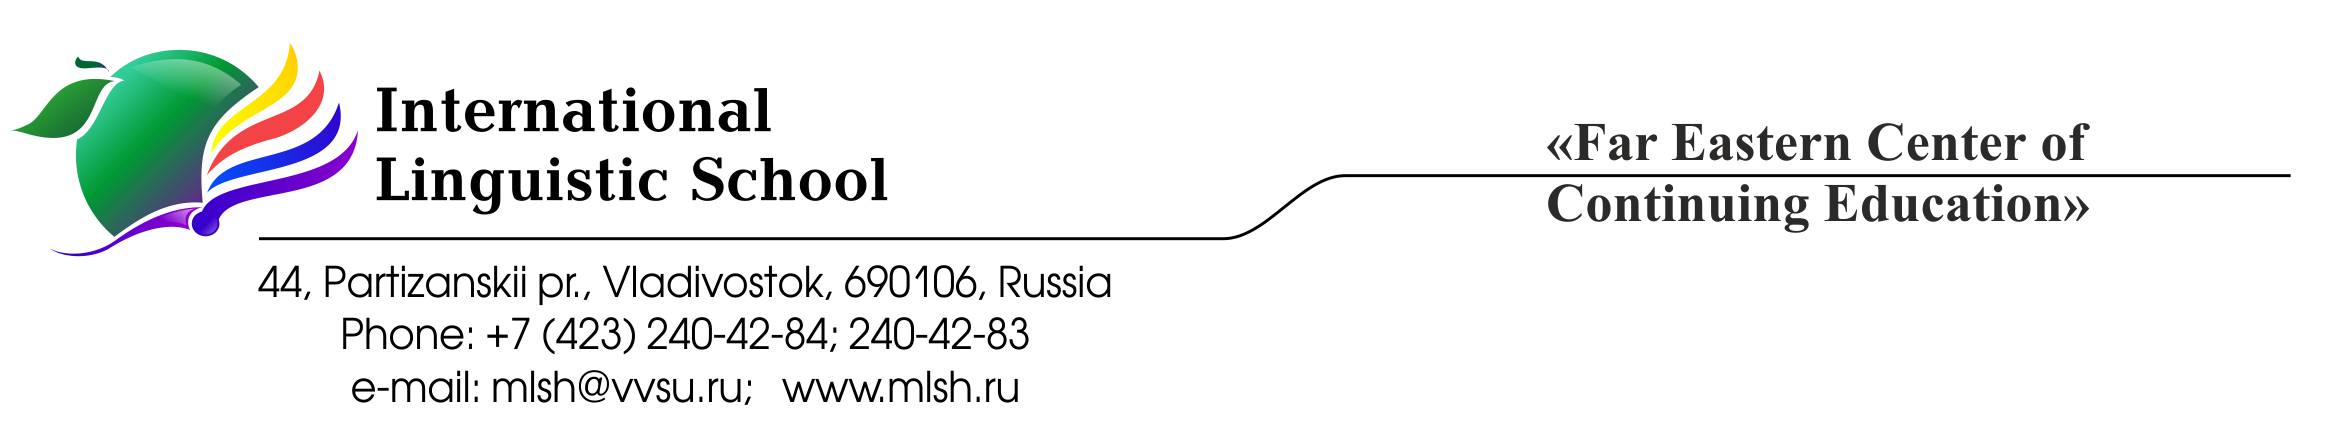 International
Linguistic School
«Far Eastern Center of
Continuing Education»
44, Partizanskii pr., Vladivostok, 690106, Russia
Phone: +7 (423) 240-42-84; 240-42-83
e-mail: mlsh@vvsu.ru; www.mlsh.ru